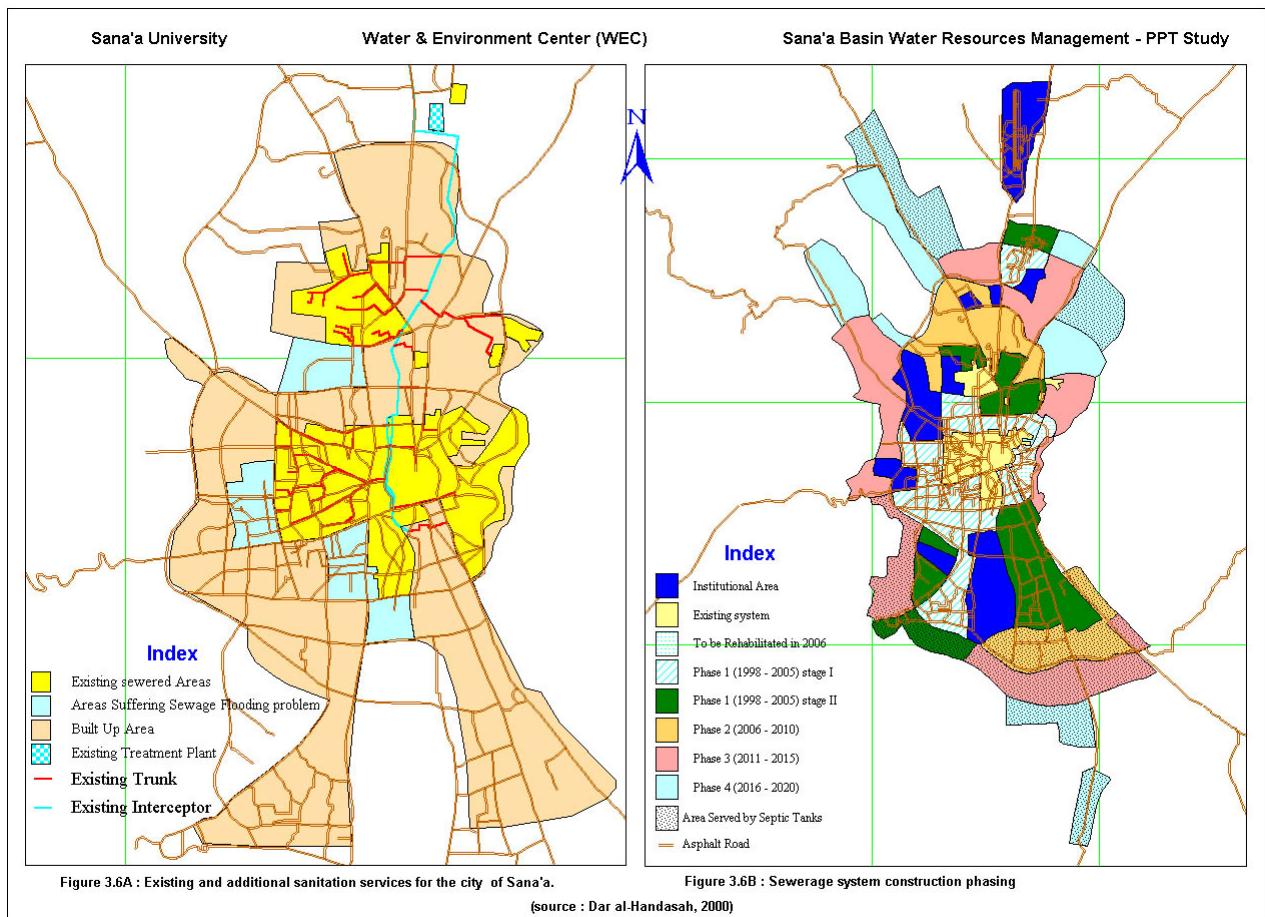 Sana'a University
Water & Environment Center (WEC)
Sana'a Basin Water Resources Management - PPT Study
N
Index
Existing sewered Areas
Areas Suffering Sewage Flooding problem
Built Up Area
Existing Treatment Plant
Existing Trunk
Existing Interceptor
Index
Institutional Area
Existing system
To be Rehabilitated in 2006
Phase 1 (1998 - 2005) stage I
Phase 1 (1998 - 2005) stage II
Phase 2 (2006 - 2010)
Phase 3 (2011 - 2015)
Phase 4 (2016 - 2020)
Area Served by Septic Tanks
Asphalt Road
Figure 3.6A : Existing and additional sanitation services for the city of Sana'a.
Figure 3.6B : Sewerage system construction phasing
(source : Dar al-Handasah, 2000)